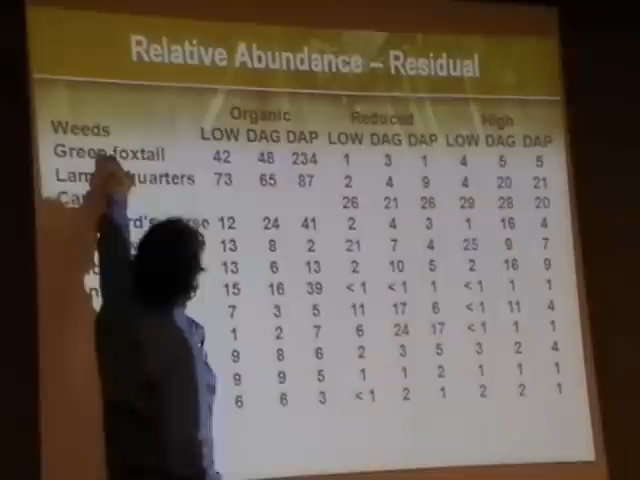 Relative Abundance – Residual
Organic Reduced High
Weeds LOW DAG DAP LOW DAG DAP LOW DAG DAP
Green foxtail 42 48 234 1 3 1 4 5 5
73 65 87 2 4 9 4 20 21
26 21 26 29 28 20
12 24 41 2 4 3 1 16 4
13 8 2 21 7 4 25 9 7
13 6 13 2 10 5 2 16 9
15 16 39 <1 <1 1 <1 1 1
7 3 5 11 17 6 <1 11 4
1 2 7 6 24 17 <1 1 1
9 8 6 2 3 5 3 2 4
9 9 5 1 1 2 1 1 1
6 6 3 <1 2 1 2 2 1